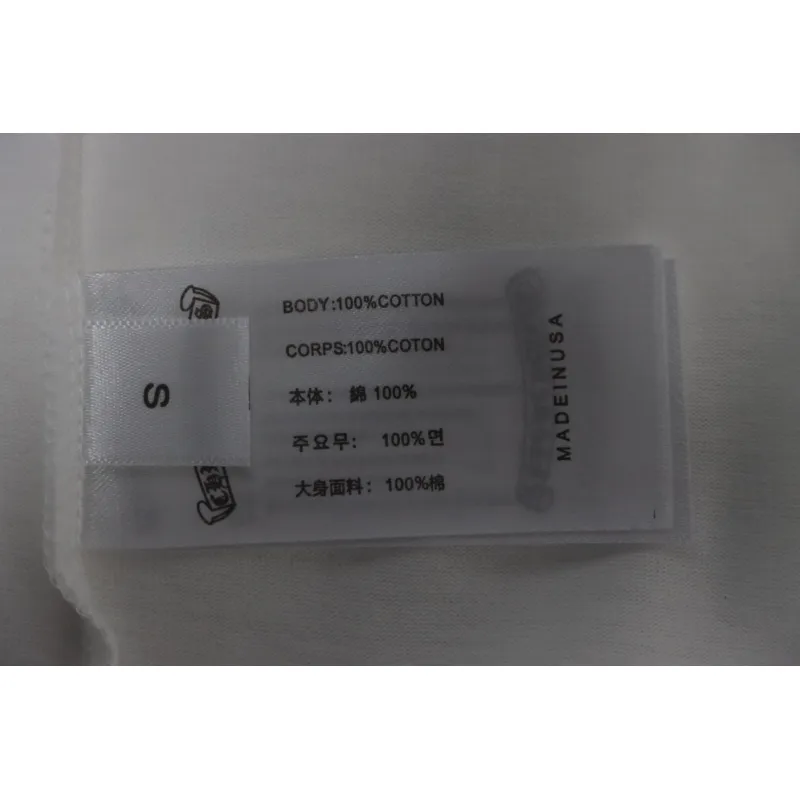 S
BODY:100%COTTON
CORPS:100%COTON
本体： 綿 100%
주요무： 100%면
大身面料：100%棉
MADEINUSA